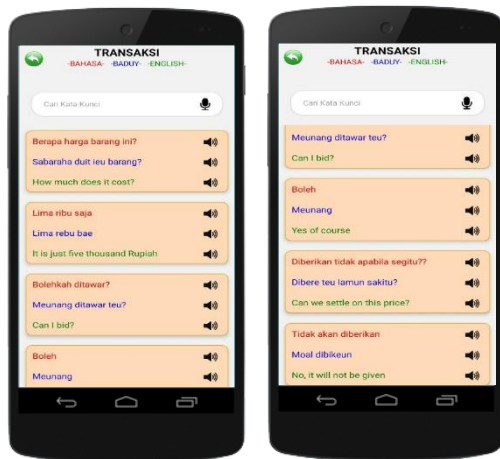 TRANSAKSI
-BAHASA- -BADUY- -ENGLISH-
Cari Kata Kunci
Berapa harga barang ini?
Sabaraha duit ieu barang?
How much does it cost?
Lima ribu saja
Lima rebu bae
It is just five thousand Rupiah
Bolehkah ditawar?
Meunang ditawar teu?
Can I bid?
Boleh
Meunang
TRANSAKSI
-BAHASA- -BADUY- -ENGLISH-
Cari Kata Kunci
Meunang ditawar teu?
Can I bid?
Boleh
Meunang
Yes of course
Diberikan tidak apabila segitu??
Dibere teu lamun sakitu?
Can we settle on this price?
Tidak akan diberikan
Moal dibikeun
No, it will not be given